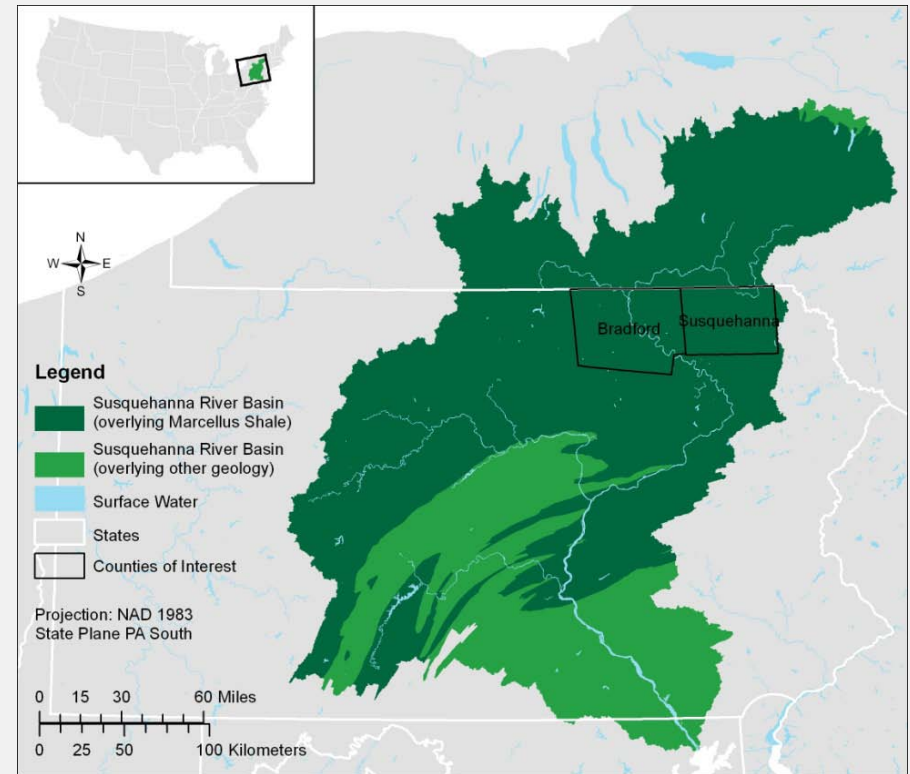 N
W E
S
Bradford
Susquehanna
Legend
Susquehanna River Basin
(overlying Marcellus Shale)
Susquehanna River Basin
(overlying other geology)
Surface Water
States
Counties of Interest
Projection: NAD 1983
State Plane PA South
0 15 30 60 Miles
0 25 50 100 Kilometers